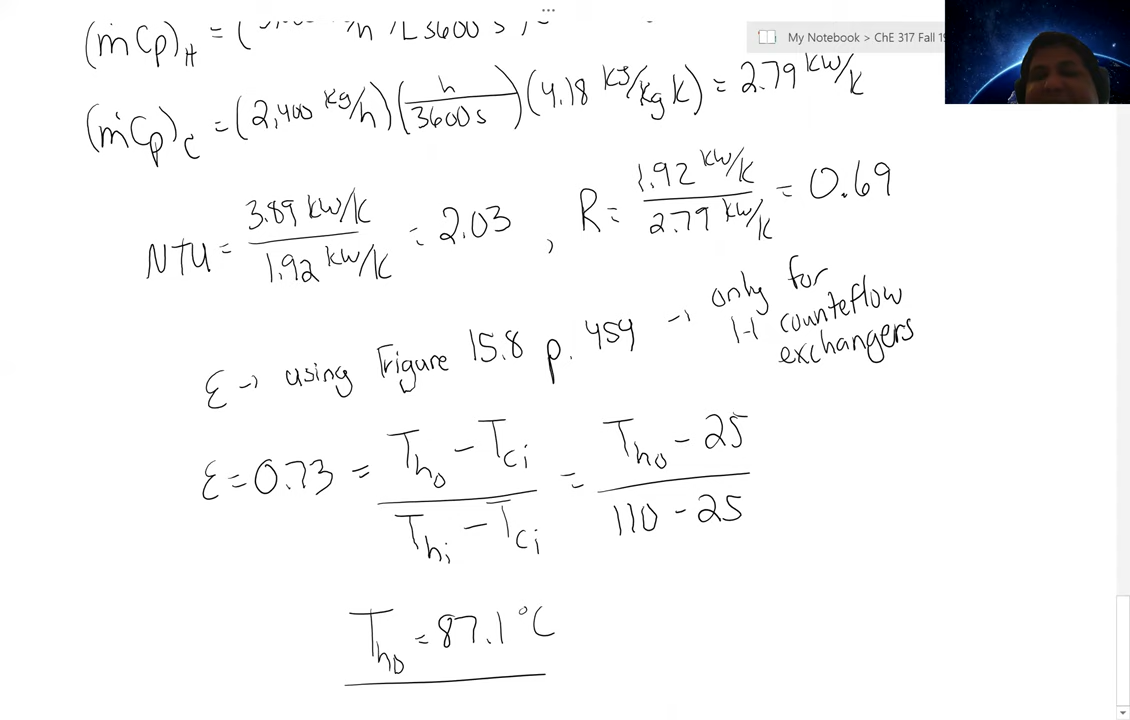 (ṁCp)H = ( /h /L3600 s
My Notebook > ChE 317 Fall 19
(ṁCp)c = (2,400 kg/h)(h/3600s)(4.18 kJ/kg K) = 2.79 kW/K
NTU = 3.89 kW/K / 1.92 kW/K = 2.03 , R = 1.92 kW/K / 2.79 kW/K = 0.69
ε → using Figure 15.8 p. 459 → only for
1-1 counteflow
exchangers
ε = 0.73 = Tho - Tci / Thi - Tci = Tho - 25 / 110 - 25
Tho = 87.1 °C